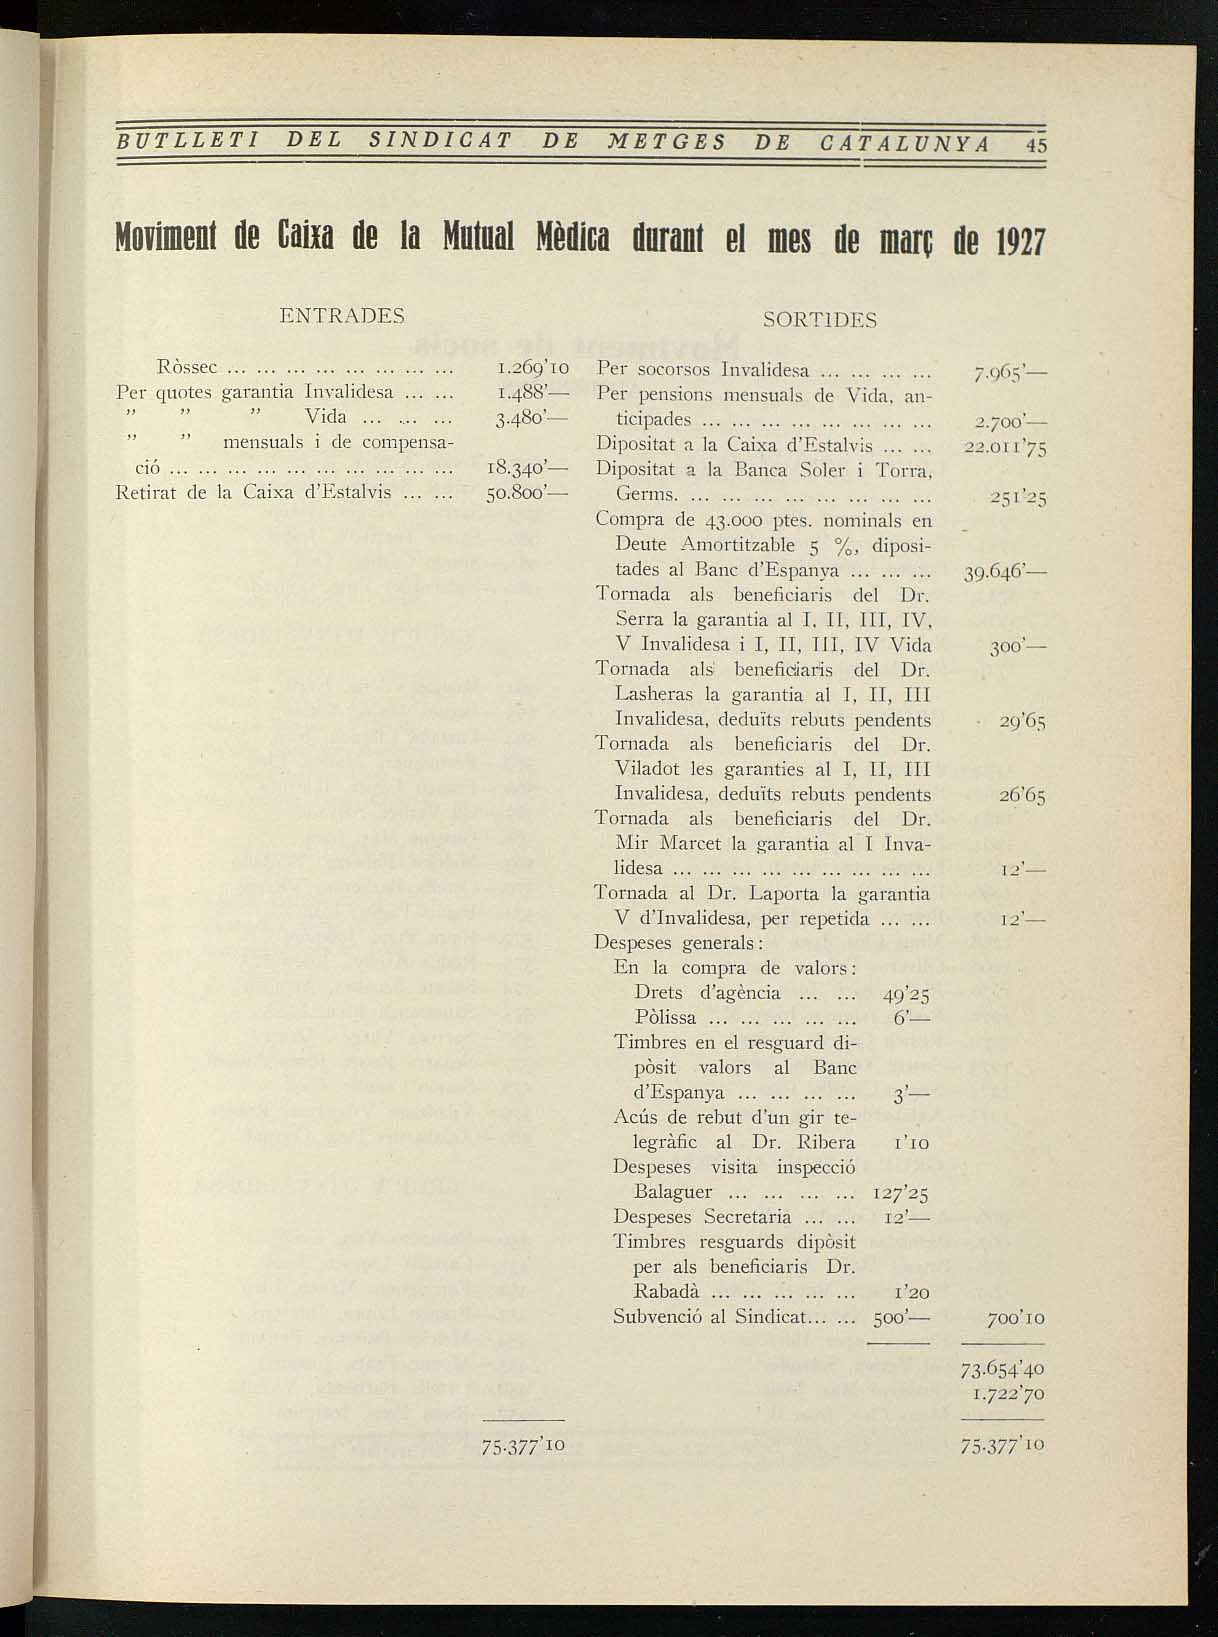 BUTLLETI DEL SINDICAT DE METGES DE CATALUNYA 45
Moviment de Caixa de la Mutual Mèdica durant el mes de març de 1927
ENTRADES
Ròssec ... ... ... ... ... ... ... ... 1.269'10
Per quotes garantia Invalidesa ... ... 1.488'—
" " " Vida ... ... ... ... 3.480'—
" " mensuals i de compensa-
ció ... ... ... ... ... ... ... ... ... ... 18.340'—
Retirat de la Caixa d'Estalvis ... ... 50.800'—
75.377'10
SORTIDES
Per socorsos Invalidesa ... ... ... ... 7.965'—
Per pensions mensuals de Vida, an-
ticipades ... ... ... ... ... ... ... ... 2.700'—
Dipositat a la Caixa d'Estalvis ... ... 22.011'75
Dipositat a la Banca Soler i Torra,
Germs. ... ... ... ... ... ... ... ... ... 251'25
Compra de 43.000 ptes. nominals en
Deute Amortitzable 5 %, diposi-
tades al Banc d'Espanya ... ... ... 39.646'—
Tornada als beneficiaris del Dr.
Serra la garantia al I, II, III, IV,
V Invalidesa i I, II, III, IV Vida 300'—
Tornada als beneficiaris del Dr.
Lasheras la garantia al I, II, III
Invalidesa, deduïts rebuts pendents 29'65
Tornada als beneficiaris del Dr.
Viladot les garanties al I, II, III
Invalidesa, deduïts rebuts pendents 26'65
Tornada als beneficiaris del Dr.
Mir Marcet la garantia al I Inva-
lidesa ... ... ... ... ... ... ... ... ... 12'—
Tornada al Dr. Laporta la garantia
V d'Invalidesa, per repetida ... ... 12'—
Despeses generals:
En la compra de valors:
Drets d'agència ... ... 49'25
Pòlissa ... ... ... ... ... 6'—
Timbres en el resguard di-
pòsit valors al Banc
d'Espanya ... ... ... ... 3'—
Acús de rebut d'un gir te-
legràfic al Dr. Ribera 1'10
Despeses visita inspecció
Balaguer ... ... ... ... 127'25
Despeses Secretaria ... ... 12'—
Timbres resguards dipòsit
per als beneficiaris Dr.
Rabadà ... ... ... ... ... 1'20
Subvenció al Sindicat... ... 500'— 700'10
73.654'40
1.722'70
75.377'10